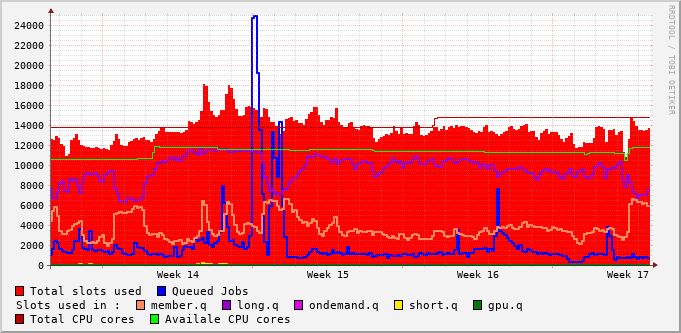 RRDTOOL / TOBI OETIKER
24000
22000
20000
18000
16000
14000
12000
10000
8000
6000
4000
2000
0
Week 14 Week 15 Week 16 Week 17
Total slots used Queued Jobs
Slots used in : member.q long.q ondemand.q short.q gpu.q
Total CPU cores Availale CPU cores